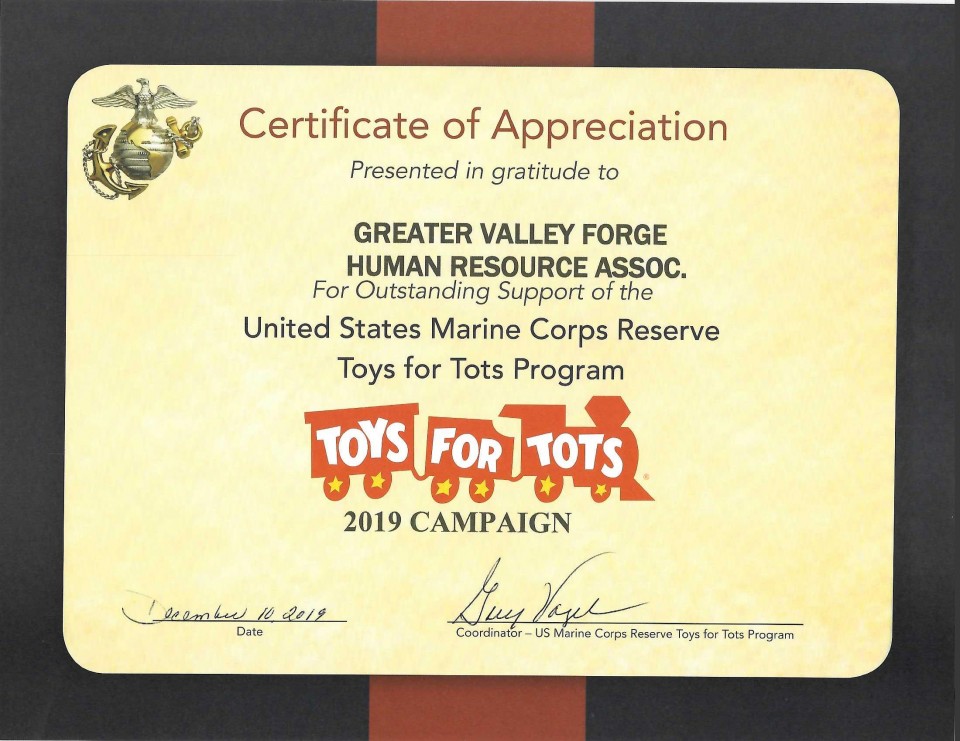 Certificate of Appreciation
Presented in gratitude to
GREATER VALLEY FORGE
HUMAN RESOURCE ASSOC.
For Outstanding Support of the
United States Marine Corps Reserve
Toys for Tots Program
TOYS FOR TOTS
®
2019 CAMPAIGN
December 10, 2019
Date
Coordinator – US Marine Corps Reserve Toys for Tots Program